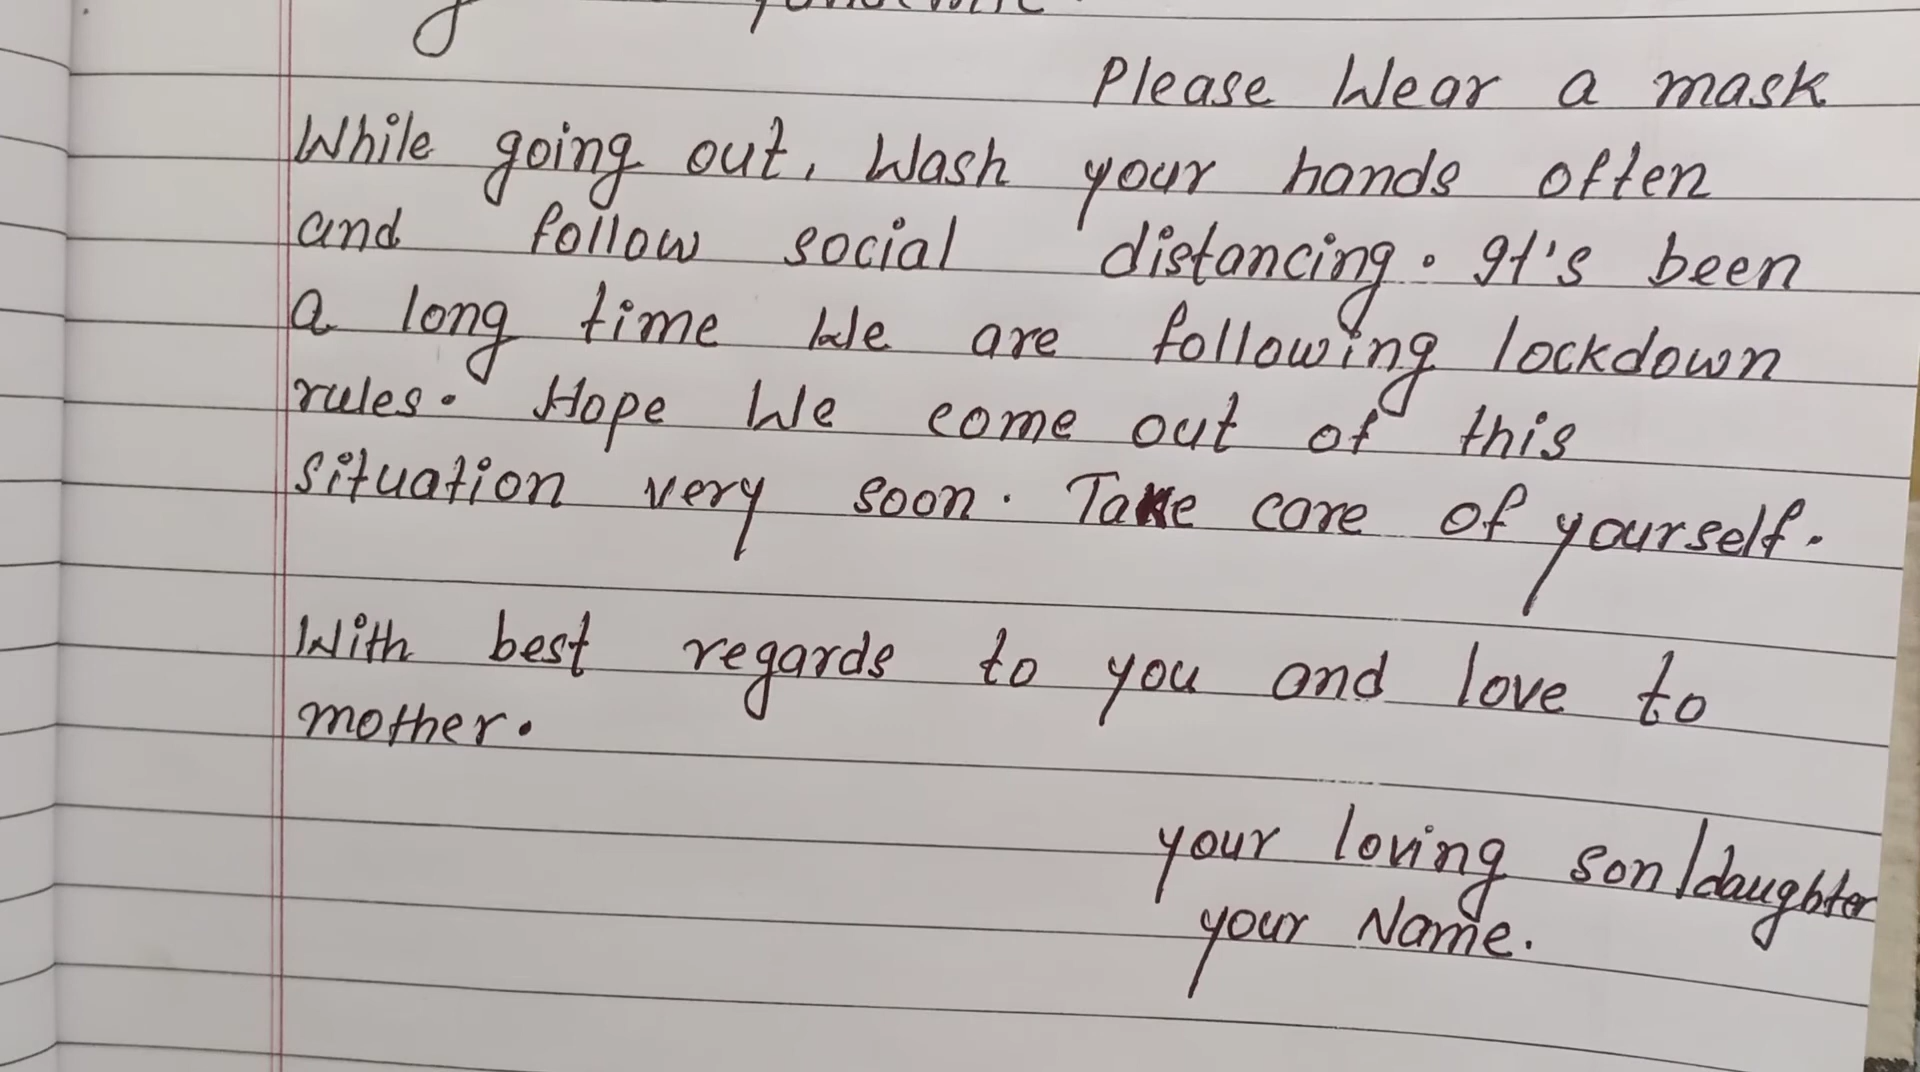 Please Wear a mask
While going out, Wash your hands often
and follow social distancing. It's been
a long time We are following lockdown
rules. Hope We come out of this
situation very soon. Take care of yourself.
With best regards to you and love to
mother.
your loving son/daughter
your Name.